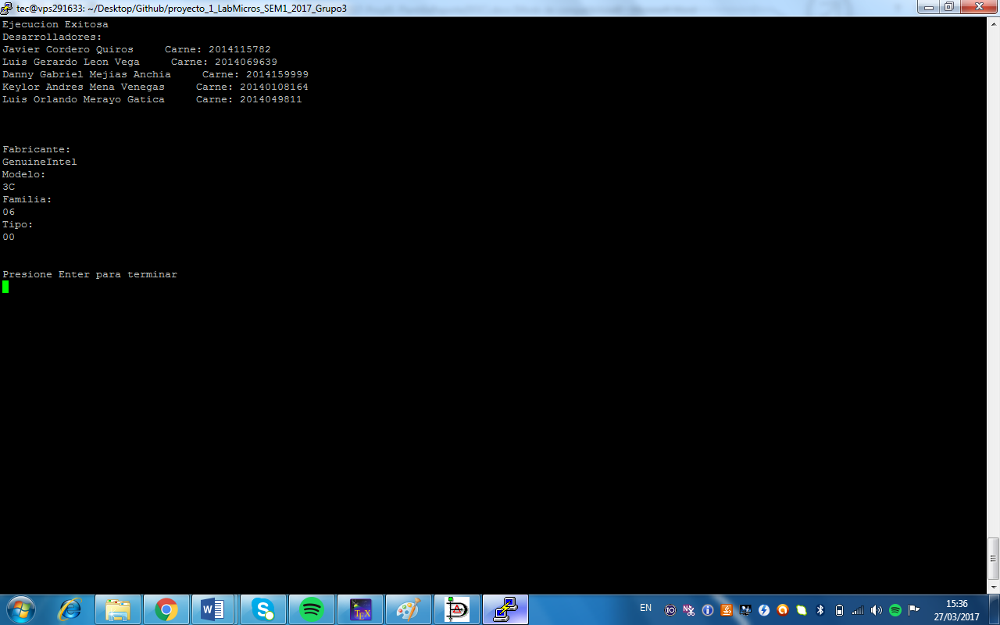 tec@vps291633: ~/Desktop/Github/proyecto_1_LabMicros_SEM1_2017_Grupo3
Ejecucion Exitosa
Desarrolladores:
Javier Cordero Quiros     Carne: 2014115782
Luis Gerardo Leon Vega     Carne: 2014069639
Danny Gabriel Mejias Anchia     Carne: 2014159999
Keylor Andres Mena Venegas     Carne: 20140108164
Luis Orlando Merayo Gatica     Carne: 2014049811
Fabricante:
GenuineIntel
Modelo:
3C
Familia:
06
Tipo:
00
Presione Enter para terminar
EN
15:36
27/03/2017